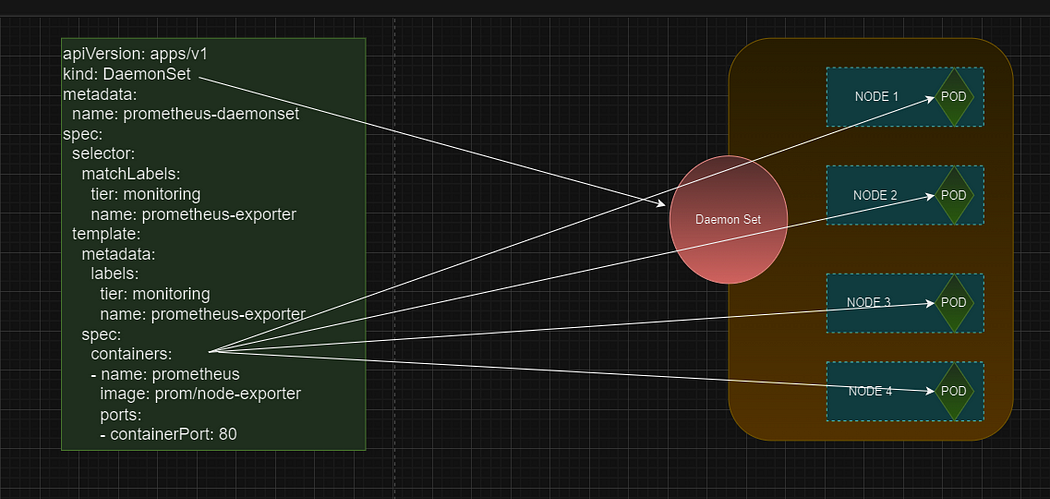 apiVersion: apps/v1
kind: DaemonSet
metadata:
  name: prometheus-daemonset
spec:
  selector:
    matchLabels:
      tier: monitoring
      name: prometheus-exporter
  template:
    metadata:
      labels:
        tier: monitoring
        name: prometheus-exporter
    spec:
      containers:
      - name: prometheus
        image: prom/node-exporter
        ports:
        - containerPort: 80
Daemon Set
NODE 1 POD
NODE 2 POD
NODE 3 POD
NODE 4 POD